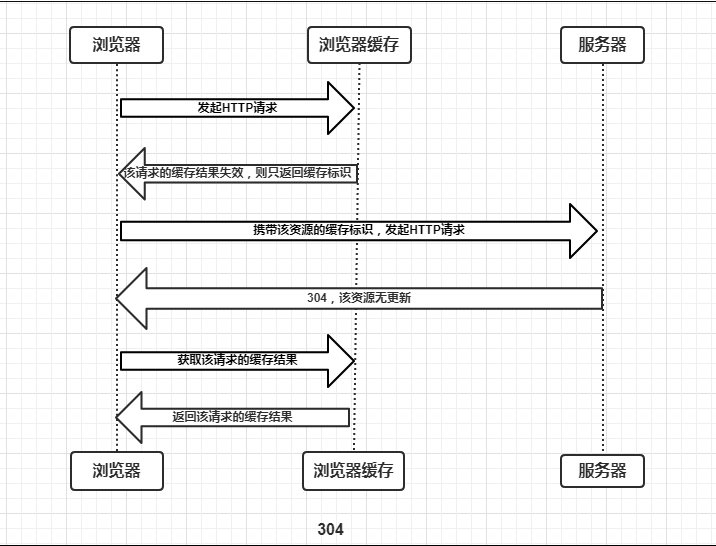 浏览器
浏览器缓存
服务器
发起HTTP请求
该请求的缓存结果失效，则只返回缓存标识
携带该资源的缓存标识，发起HTTP请求
304，该资源无更新
获取该请求的缓存结果
返回该请求的缓存结果
浏览器
浏览器缓存
服务器
304